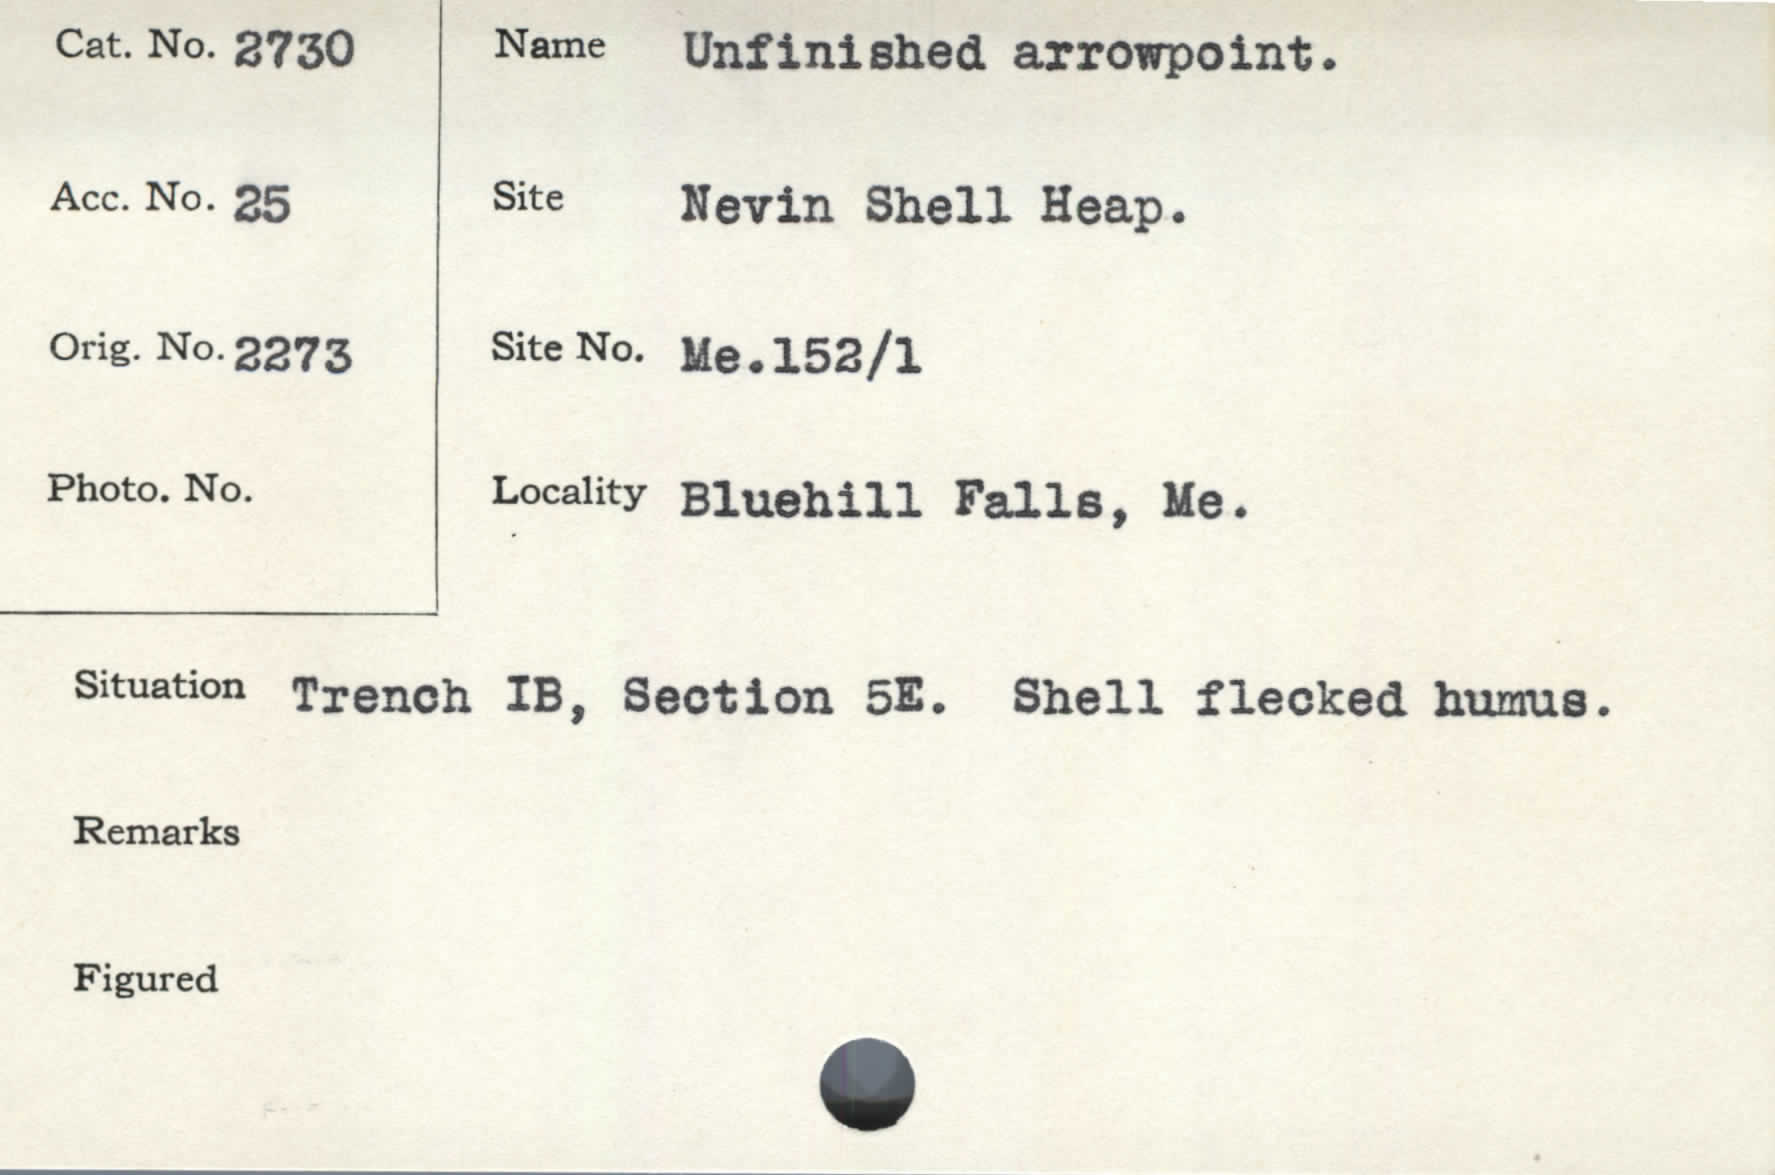 Cat. No. 2730
Name Unfinished arrowpoint.
Acc. No. 25
Site Nevin Shell Heap.
Orig. No. 2273
Site No. Me.152/1
Photo. No.
Locality Bluehill Falls, Me.
Situation Trench IB, Section 5E. Shell flecked humus.
Remarks
Figured